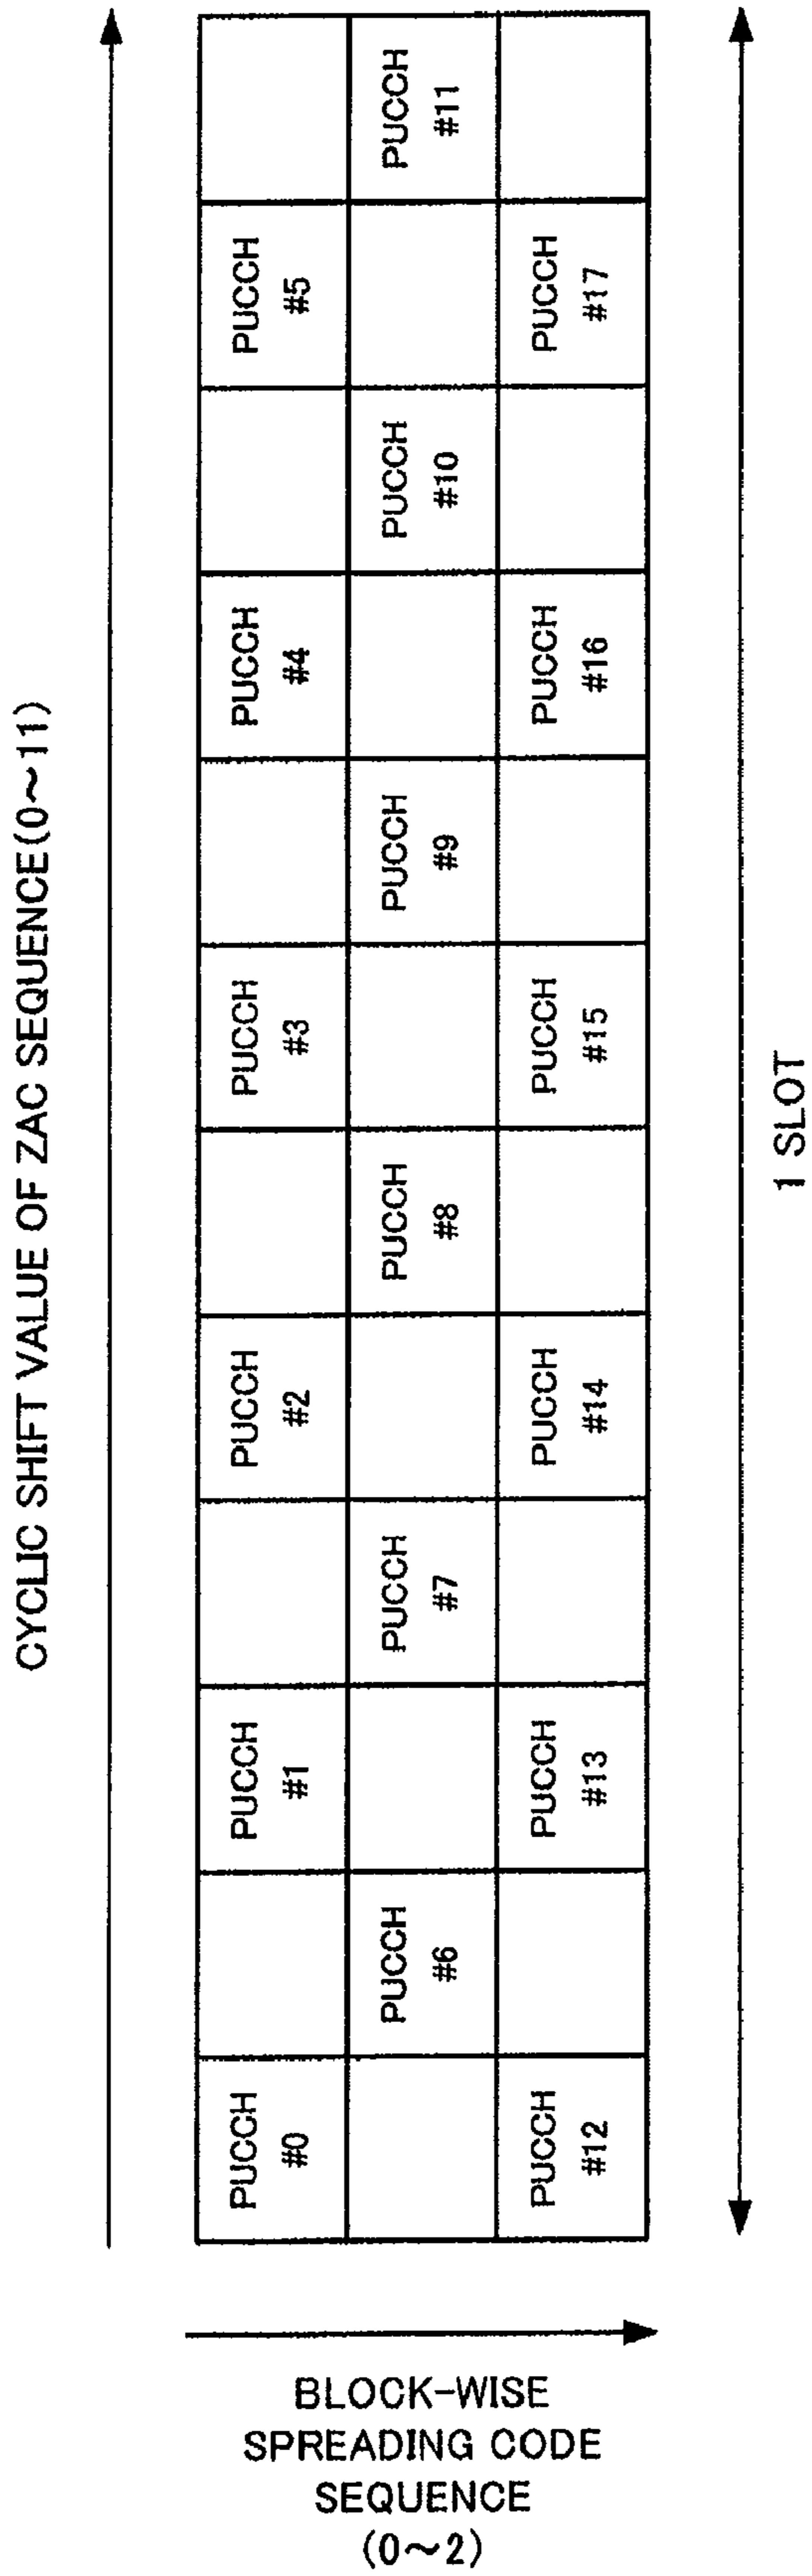 CYCLIC SHIFT VALUE OF ZAC SEQUENCE(0~11)
PUCCH
#0
PUCCH
#1
PUCCH
#2
PUCCH
#3
PUCCH
#4
PUCCH
#5
PUCCH
#6
PUCCH
#7
PUCCH
#8
PUCCH
#9
PUCCH
#10
PUCCH
#11
PUCCH
#12
PUCCH
#13
PUCCH
#14
PUCCH
#15
PUCCH
#16
PUCCH
#17
1 SLOT
BLOCK-WISE
SPREADING CODE
SEQUENCE
(0~2)